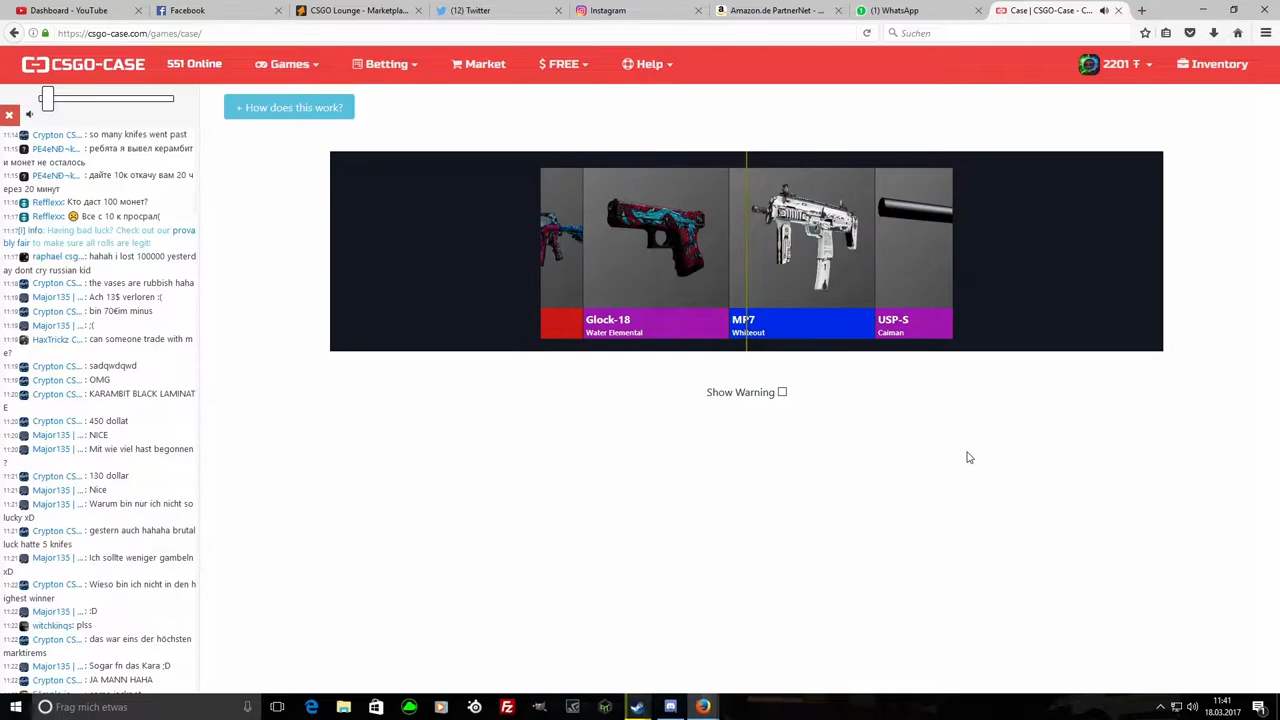 Dashboard - YouTube
Facebook
CSGO Lounge - Marketpla...
(12) Twitter
Instagram
Amazon.de PartnerNet - ...
(1) WhatsApp
Case | CSGO-Case - C...
https://csgo-case.com/games/case/
Suchen
CSGO-CASE
551 Online
Games
Betting
Market
$ FREE
Help
2201 Ŧ
Inventory
+ How does this work?
11:14 Crypton CS...: so many knifes went past
11:15 PE4eNÐ¬k...: ребята я вывел керамбит
и монет не осталось
11:15 PE4eNÐ¬k...: дайте 10к откачу вам 20 ч
ерез 20 минут
11:16 Refflexx: Кто даст 100 монет?
11:17 Refflexx: Все с 10 к просрал(
11:17[I] Info: Having bad luck? Check out our prova
bly fair to make sure all rolls are legit!
11:17 raphael csg...: hahah i lost 100000 yesterd
ay dont cry russian kid
11:18 Crypton CS...: the vases are rubbish haha
11:19 Major135 | ...: Ach 13$ verloren :(
11:19 Crypton CS...: bin 70€im minus
11:19 Major135 | ...: ;(
11:19 HaxTrickz C...: can someone trade with m
e?
11:19 Crypton CS...: sadqwdqwd
11:19 Crypton CS...: OMG
11:20 Crypton CS...: KARAMBIT BLACK LAMINAT
E
11:20 Crypton CS...: 450 dollat
11:20 Major135 | ...: NICE
11:20 Major135 | ...: Mit wie viel hast begonnen
?
11:21 Crypton CS...: 130 dollar
11:21 Major135 | ...: Nice
11:21 Major135 | ...: Warum bin nur ich nicht so
lucky xD
11:21 Crypton CS...: gestern auch hahaha brutal
luck hatte 5 knifes
11:21 Major135 | ...: Ich sollte weniger gambeln
xD
11:22 Crypton CS...: Wieso bin ich nicht in den h
ighest winner
11:22 Major135 | ...: :D
11:22 witchkings: plss
11:22 Crypton CS...: das war eins der höchsten
marktirems
11:22 Major135 | ...: Sogar fn das Kara ;D
11:22 Crypton CS...: JA MANN HAHA
Glock-18
Water Elemental
MP7
Whiteout
USP-S
Caiman
Show Warning
Frag mich etwas
11:41
18.03.2017